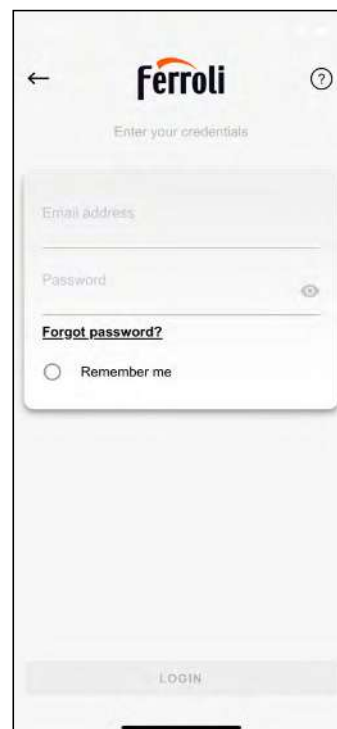 Ferroli
?
Enter your credentials
Email address
Password
Forgot password?
Remember me
LOGIN